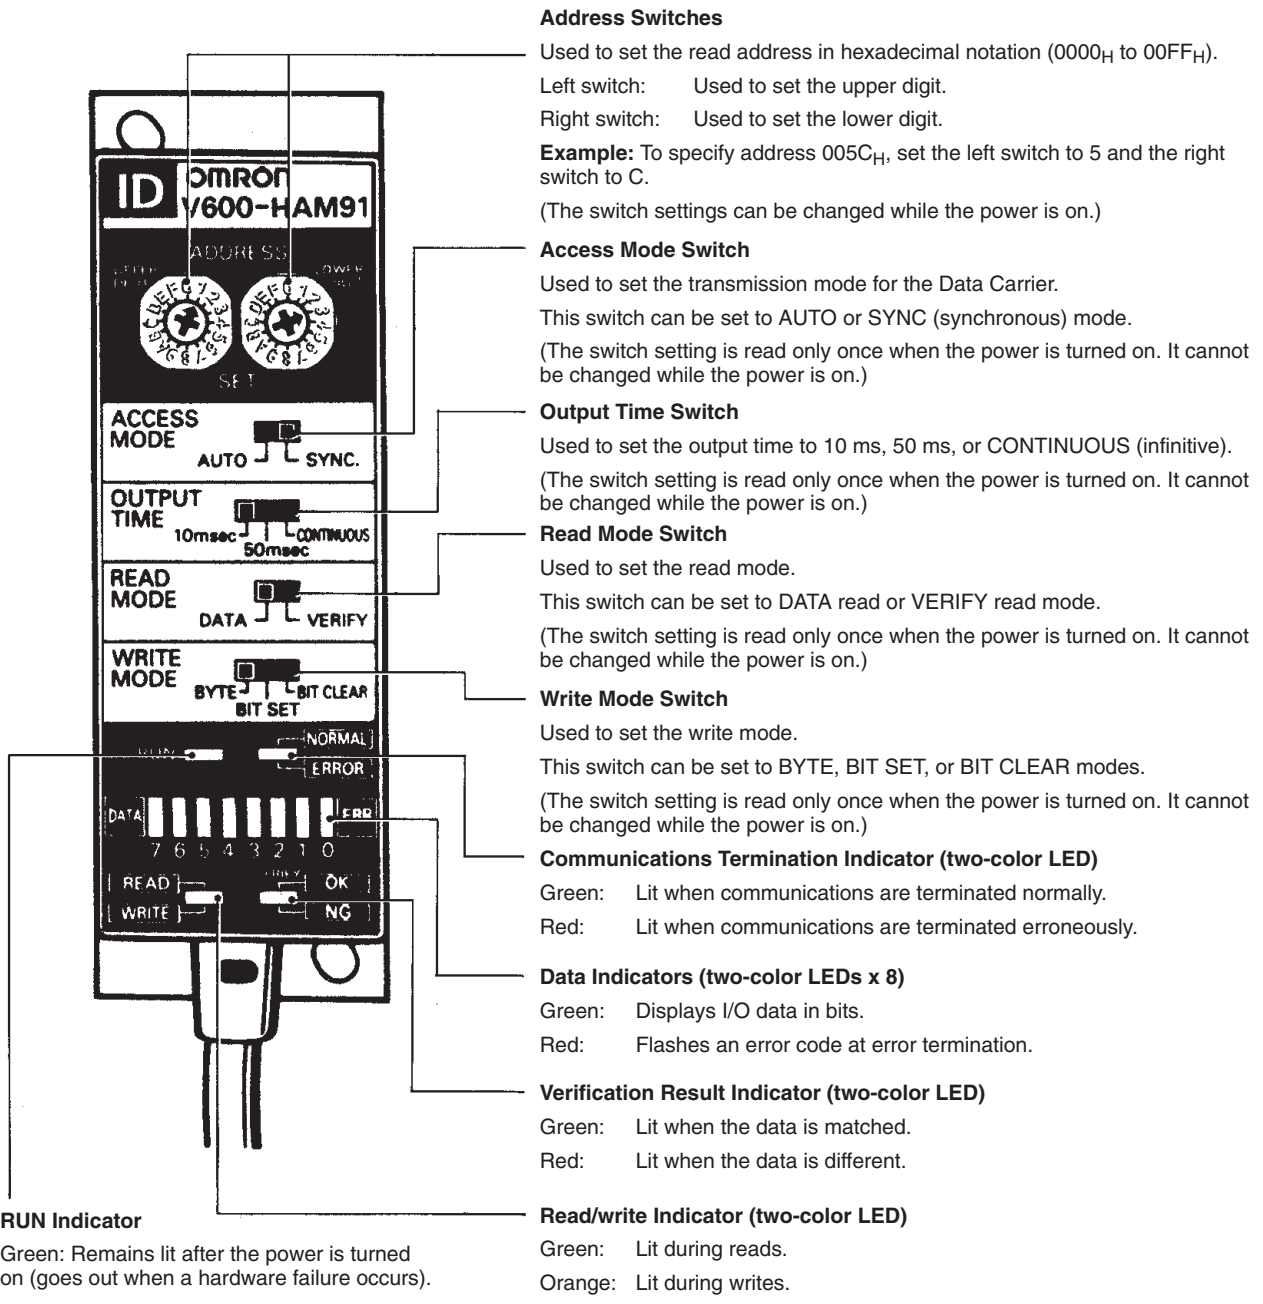 Address Switches
Used to set the read address in hexadecimal notation (0000H to 00FFH).
Left switch: Used to set the upper digit.
Right switch: Used to set the lower digit.
Example: To specify address 005CH, set the left switch to 5 and the right
switch to C.
(The switch settings can be changed while the power is on.)
Access Mode Switch
Used to set the transmission mode for the Data Carrier.
This switch can be set to AUTO or SYNC (synchronous) mode.
(The switch setting is read only once when the power is turned on. It cannot
be changed while the power is on.)
Output Time Switch
Used to set the output time to 10 ms, 50 ms, or CONTINUOUS (infinitive).
(The switch setting is read only once when the power is turned on. It cannot
be changed while the power is on.)
Read Mode Switch
Used to set the read mode.
This switch can be set to DATA read or VERIFY read mode.
(The switch setting is read only once when the power is turned on. It cannot
be changed while the power is on.)
Write Mode Switch
Used to set the write mode.
This switch can be set to BYTE, BIT SET, or BIT CLEAR modes.
(The switch setting is read only once when the power is turned on. It cannot
be changed while the power is on.)
Communications Termination Indicator (two-color LED)
Green: Lit when communications are terminated normally.
Red: Lit when communications are terminated erroneously.
Data Indicators (two-color LEDs x 8)
Green: Displays I/O data in bits.
Red: Flashes an error code at error termination.
Verification Result Indicator (two-color LED)
Green: Lit when the data is matched.
Red: Lit when the data is different.
Read/write Indicator (two-color LED)
Green: Lit during reads.
Orange: Lit during writes.
RUN Indicator
Green: Remains lit after the power is turned
on (goes out when a hardware failure occurs).
ID OMRON
V600-HAM91
ADDRESS
SET
ACCESS
MODE
AUTO SYNC.
OUTPUT
TIME
10msec CONTINUOUS
50msec
READ
MODE
DATA VERIFY
WRITE
MODE
BYTE BIT CLEAR
BIT SET
RUN NORMAL
ERROR
DATA ERR
7 6 5 4 3 2 1 0
READ OK
WRITE NG